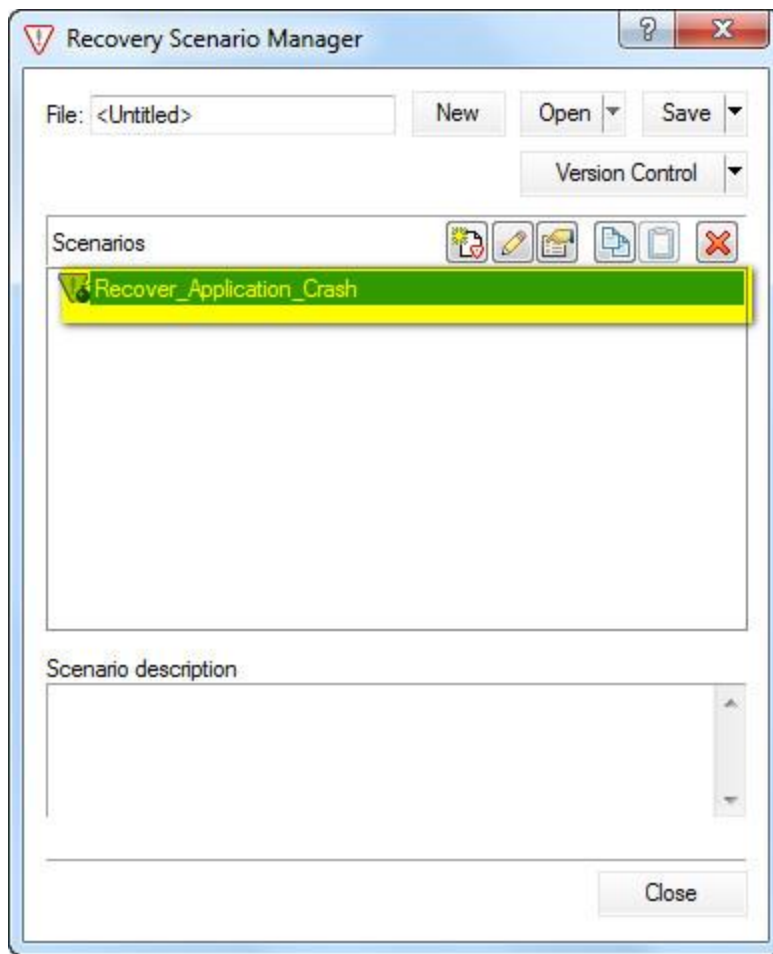 Recovery Scenario Manager
File: <Untitled> New Open Save
Version Control
Scenarios
Recover_Application_Crash
Scenario description
Close